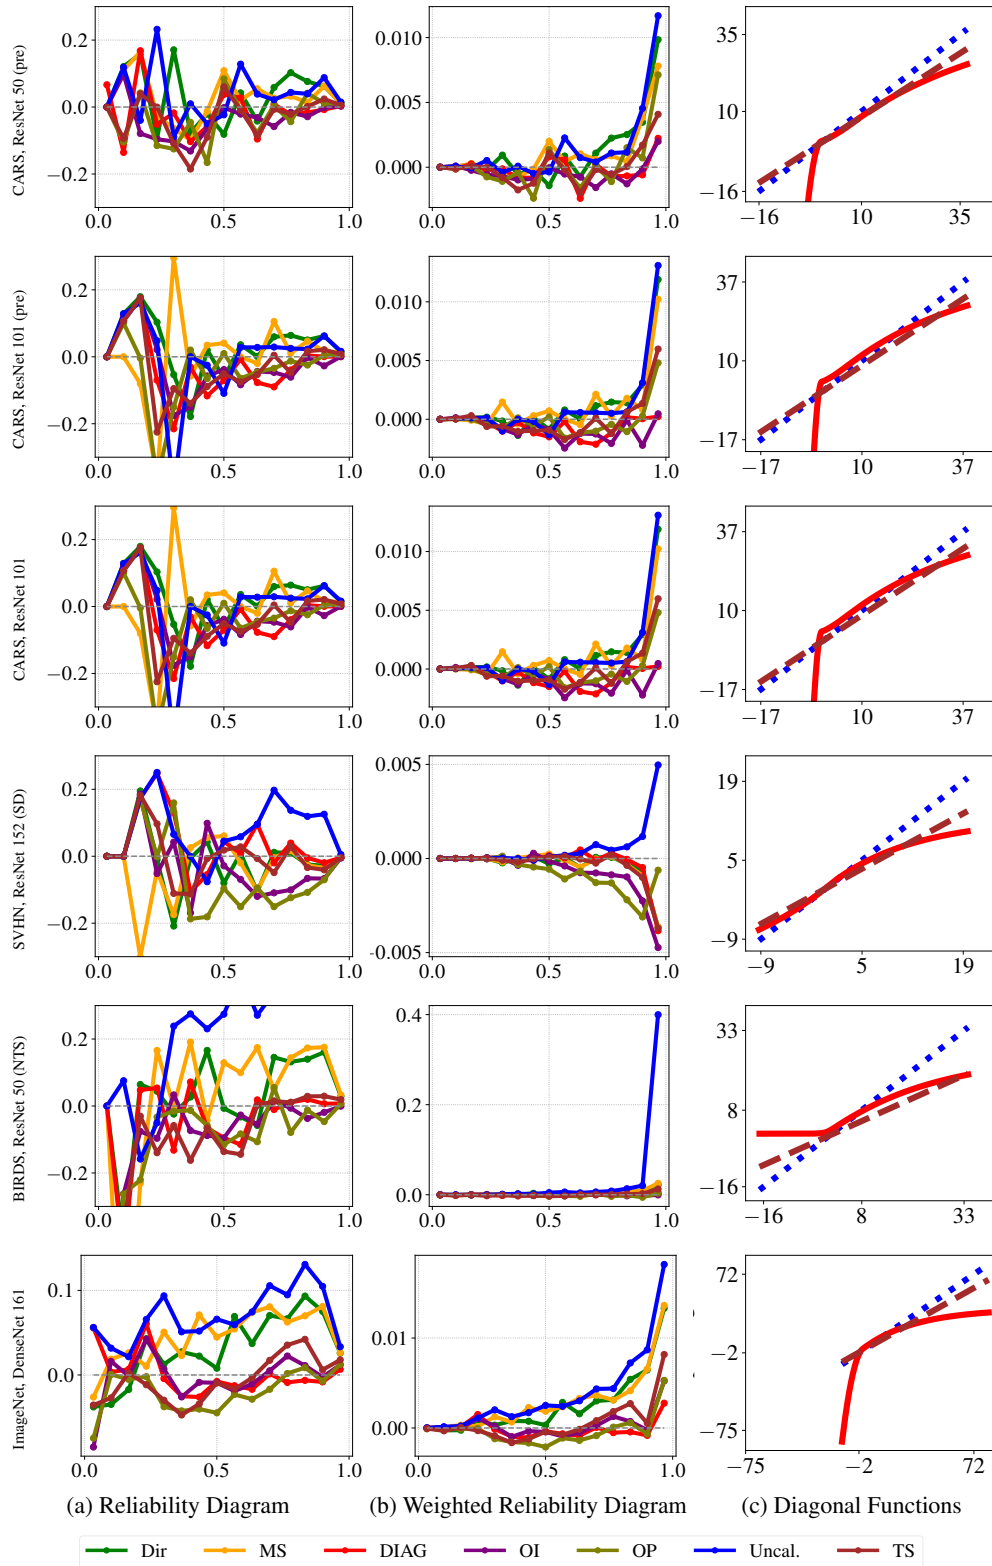 CARS, ResNet 50 (pre)
0.2
0.0
−0.2
0.0 0.5 1.0
0.010
0.005
0.000
0.0 0.5 1.0
35
10
−16
−16 10 35
CARS, ResNet 101 (pre)
0.2
0.0
−0.2
0.0 0.5 1.0
0.010
0.005
0.000
0.0 0.5 1.0
37
10
−17
−17 10 37
CARS, ResNet 101
0.2
0.0
−0.2
0.0 0.5 1.0
0.010
0.005
0.000
0.0 0.5 1.0
37
10
−17
−17 10 37
SVHN, ResNet 152 (SD)
0.2
0.0
−0.2
0.0 0.5 1.0
0.005
0.000
-0.005
0.0 0.5 1.0
19
5
−9
−9 5 19
BIRDS, ResNet 50 (NTS)
0.2
0.0
−0.2
0.0 0.5 1.0
0.4
0.2
0.0
0.0 0.5 1.0
33
8
−16
−16 8 33
ImageNet, DenseNet 161
0.1
0.0
0.0 0.5 1.0
0.01
0.00
0.0 0.5 1.0
72
−2
−75
−75 −2 72
(a) Reliability Diagram (b) Weighted Reliability Diagram (c) Diagonal Functions
Dir MS DIAG OI OP Uncal. TS